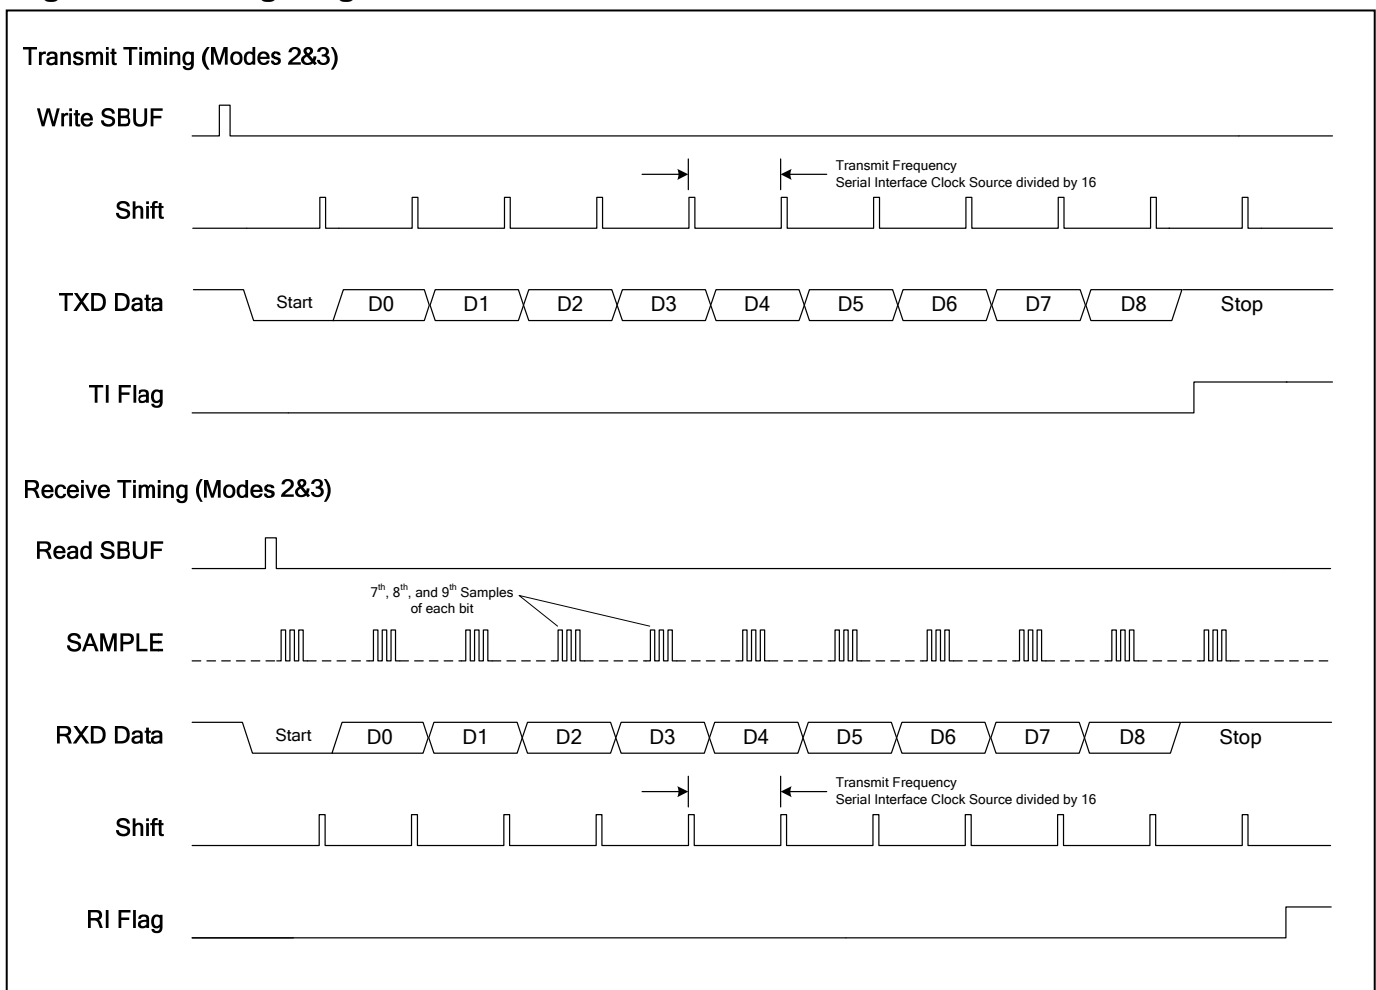 Transmit Timing (Modes 2&3)
Write SBUF
Transmit Frequency
Serial Interface Clock Source divided by 16
Shift
TXD Data Start D0 D1 D2 D3 D4 D5 D6 D7 D8 Stop
TI Flag
Receive Timing (Modes 2&3)
Read SBUF
7th, 8th, and 9th Samples
of each bit
SAMPLE
RXD Data Start D0 D1 D2 D3 D4 D5 D6 D7 D8 Stop
Transmit Frequency
Serial Interface Clock Source divided by 16
Shift
RI Flag